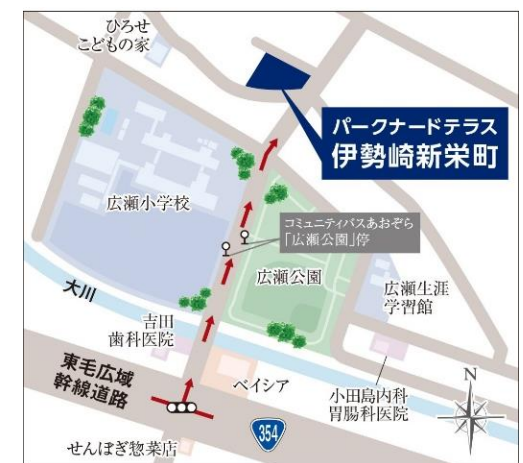 ひろせ
こどもの家
パークナードテラス
伊勢崎新栄町
広瀬小学校
コミュニティバスあおぞら
「広瀬公園」停
広瀬公園
広瀬生涯
学習館
大川
吉田
歯科医院
東毛広域
幹線道路
ベイシア
小田島内科
胃腸科医院
N
354
せんぼぎ惣菜店